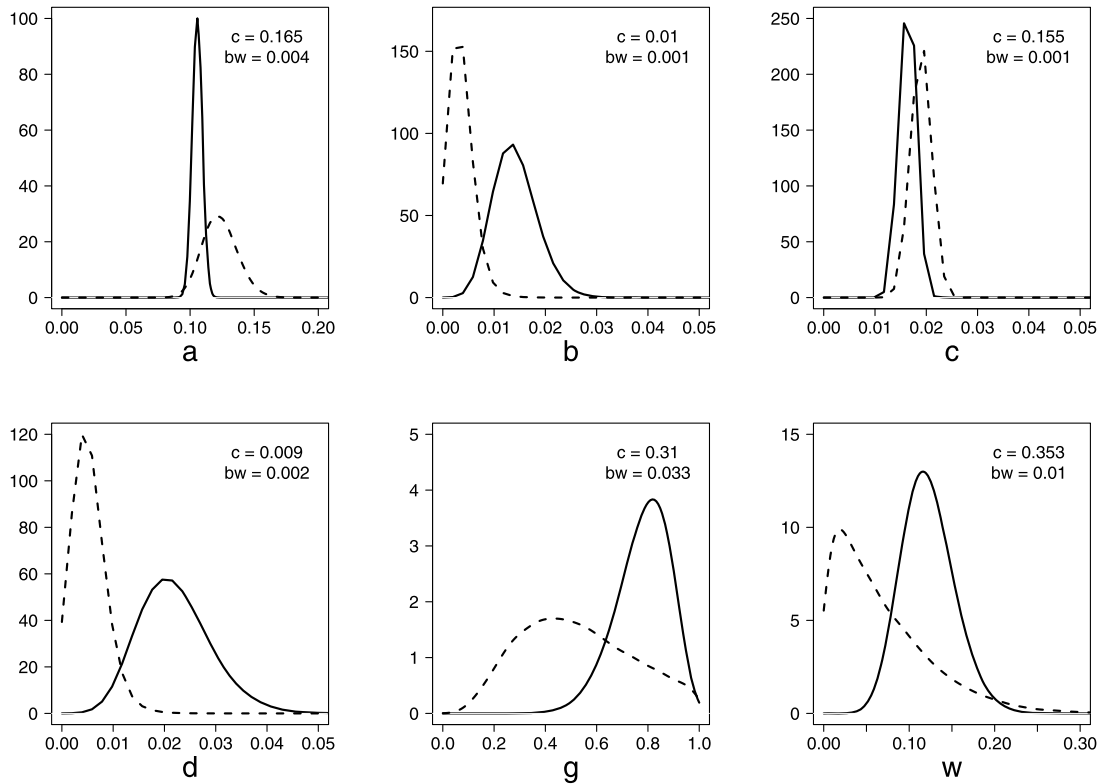 100
80
60
40
20
0
c = 0.165
bw = 0.004
0.00 0.05 0.10 0.15 0.20
a
150
100
50
0
c = 0.01
bw = 0.001
0.00 0.01 0.02 0.03 0.04 0.05
b
250
200
150
100
50
0
c = 0.155
bw = 0.001
0.00 0.01 0.02 0.03 0.04 0.05
c
120
100
80
60
40
20
0
c = 0.009
bw = 0.002
0.00 0.01 0.02 0.03 0.04 0.05
d
5
4
3
2
1
0
c = 0.31
bw = 0.033
0.0 0.2 0.4 0.6 0.8 1.0
g
15
10
5
0
c = 0.353
bw = 0.01
0.00 0.10 0.20 0.30
w